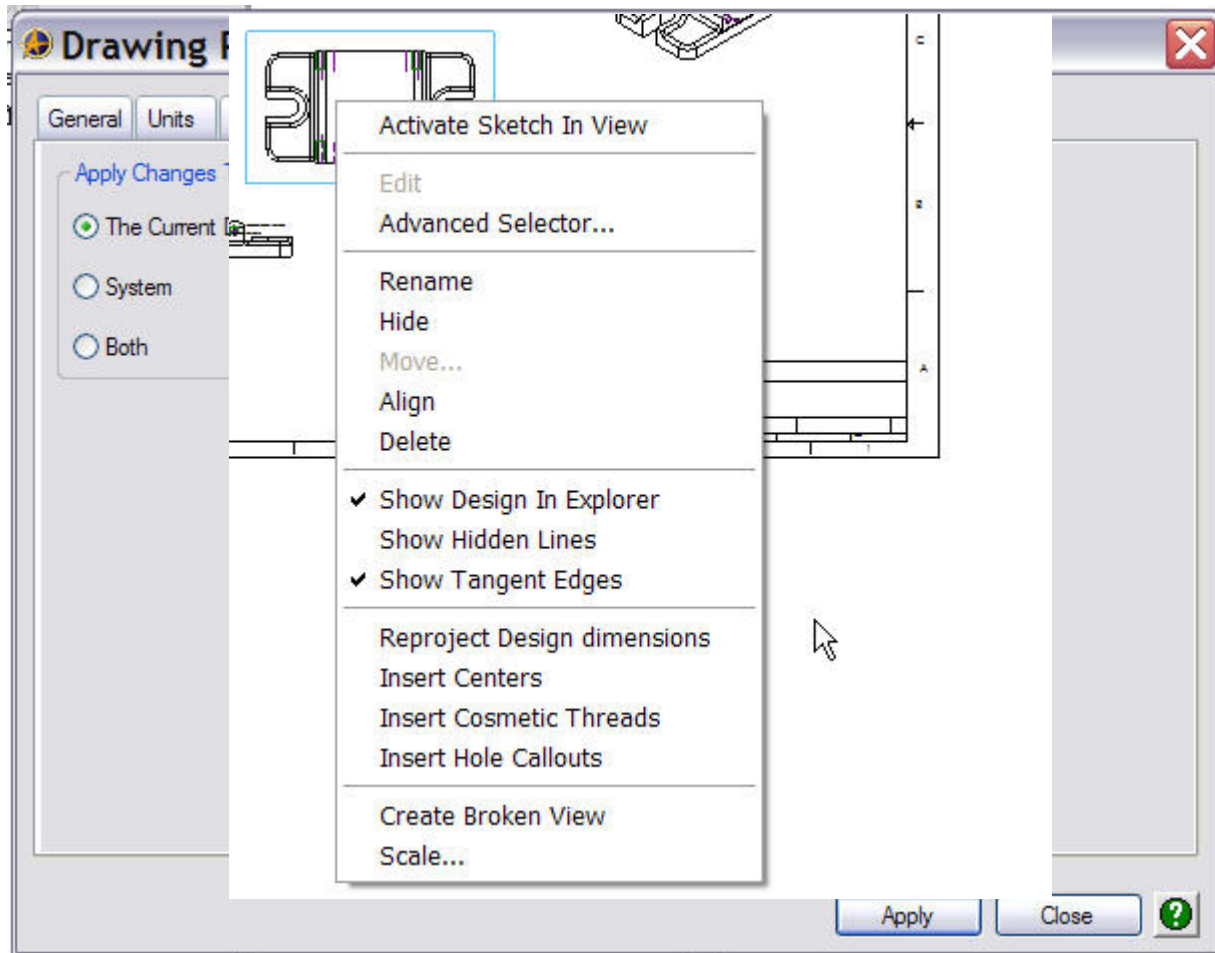 Drawing
General Units
Apply Changes
The Current
System
Both
C
B
A
Activate Sketch In View
Edit
Advanced Selector...
Rename
Hide
Move...
Align
Delete
Show Design In Explorer
Show Hidden Lines
Show Tangent Edges
Reproject Design dimensions
Insert Centers
Insert Cosmetic Threads
Insert Hole Callouts
Create Broken View
Scale...
Apply Close